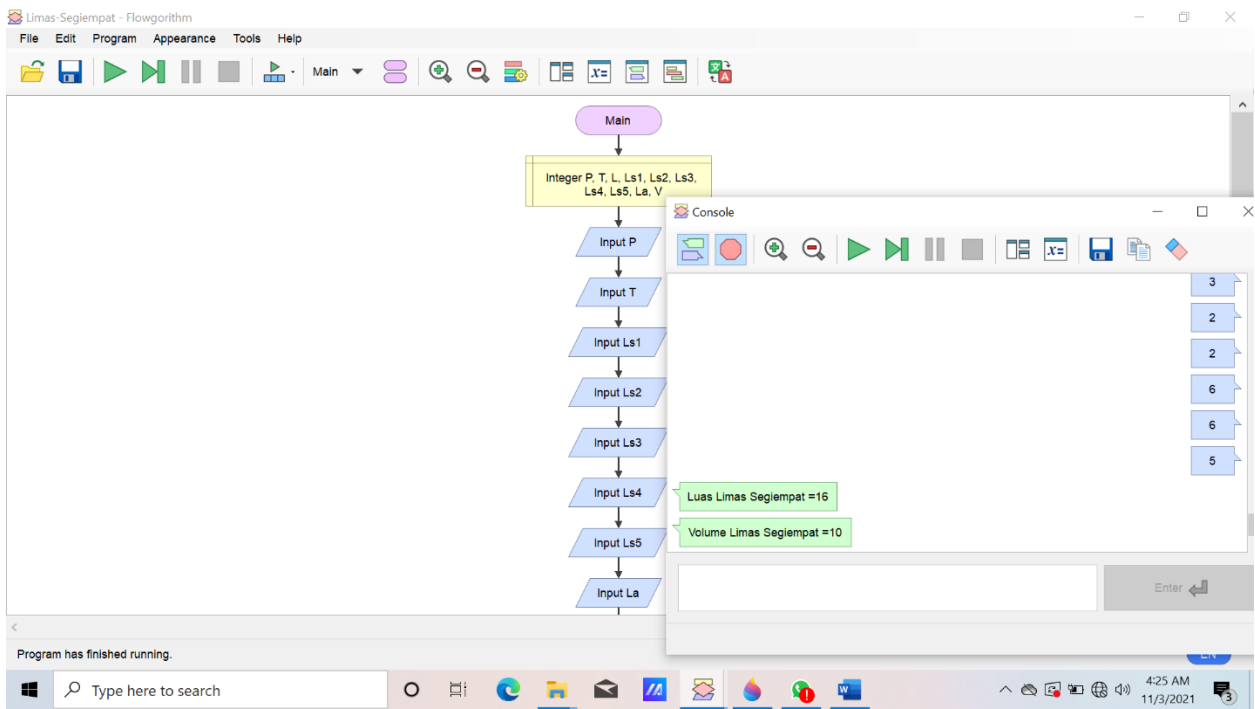 Limas-Segiempat - Flowgorithm
File Edit Program Appearance Tools Help
Main
Main
Integer P, T, L, Ls1, Ls2, Ls3,
Ls4, Ls5, La, V
Input P
Input T
Input Ls1
Input Ls2
Input Ls3
Input Ls4
Input Ls5
Input La
Console
3
2
2
6
6
5
Luas Limas Segiempat =16
Volume Limas Segiempat =10
Enter
Program has finished running.
Type here to search
4:25 AM
11/3/2021
3